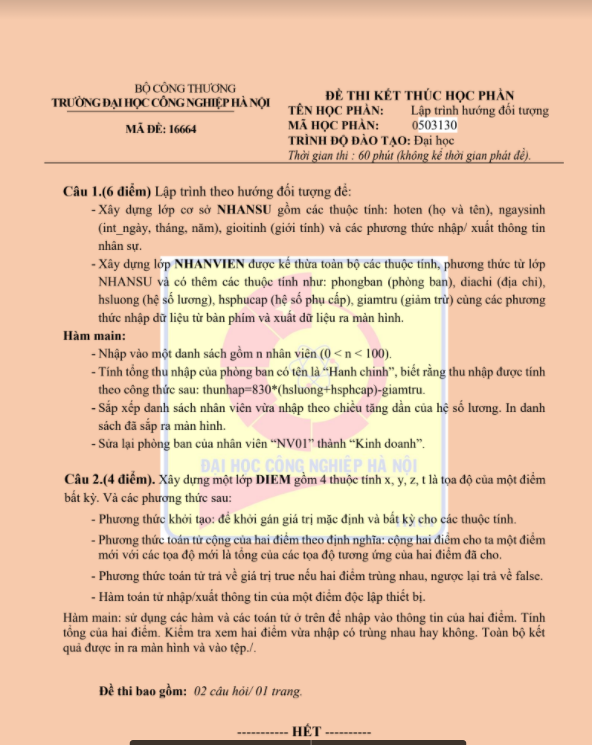 BỘ CÔNG THƯƠNG
TRƯỜNG ĐẠI HỌC CÔNG NGHIỆP HÀ NỘI
MÃ ĐỀ: 16664
ĐỀ THI KẾT THÚC HỌC PHẦN
TÊN HỌC PHẦN: Lập trình hướng đối tượng
MÃ HỌC PHẦN: 0503130
TRÌNH ĐỘ ĐÀO TẠO: Đại học
Thời gian thi : 60 phút (không kể thời gian phát đề).
Câu 1.(6 điểm) Lập trình theo hướng đối tượng để:
- Xây dựng lớp cơ sở NHANSU gồm các thuộc tính: hoten (họ và tên), ngaysinh
(int_ngày, tháng, năm), gioitinh (giới tính) và các phương thức nhập/ xuất thông tin
nhân sự.
- Xây dựng lớp NHANVIEN được kế thừa toàn bộ các thuộc tính, phương thức từ lớp
NHANSU và có thêm các thuộc tính như: phongban (phòng ban), diachi (địa chỉ),
hsluong (hệ số lương), hsphucap (hệ số phụ cấp), giamtru (giảm trừ) cùng các phương
thức nhập dữ liệu từ bàn phím và xuất dữ liệu ra màn hình.
Hàm main:
- Nhập vào một danh sách gồm n nhân viên (0 < n < 100).
- Tính tổng thu nhập của phòng ban có tên là “Hanh chinh”, biết rằng thu nhập được tính
theo công thức sau: thunhap=830*(hsluong+hsphcap)-giamtru.
- Sắp xếp danh sách nhân viên vừa nhập theo chiều tăng dần của hệ số lương. In danh
sách đã sắp ra màn hình.
- Sửa lại phòng ban của nhân viên “NV01” thành “Kinh doanh”.
ĐẠI HỌC CÔNG NGHIỆP HÀ NỘI
Câu 2.(4 điểm). Xây dựng một lớp DIEM gồm 4 thuộc tính x, y, z, t là tọa độ của một điểm
bất kỳ. Và các phương thức sau:
- Phương thức khởi tạo: để khởi gán giá trị mặc định và bất kỳ cho các thuộc tính.
- Phương thức toán tử cộng của hai điểm theo định nghĩa: cộng hai điểm cho ta một điểm
mới với các tọa độ mới là tổng của các tọa độ tương ứng của hai điểm đã cho.
- Phương thức toán tử trả về giá trị true nếu hai điểm trùng nhau, ngược lại trả về false.
- Hàm toán tử nhập/xuất thông tin của một điểm độc lập thiết bị.
Hàm main: sử dụng các hàm và các toán tử ở trên để nhập vào thông tin của hai điểm. Tính
tổng của hai điểm. Kiểm tra xem hai điểm vừa nhập có trùng nhau hay không. Toàn bộ kết
quả được in ra màn hình và vào tệp./.
Đề thi bao gồm: 02 câu hỏi/ 01 trang.
----------- HẾT ----------